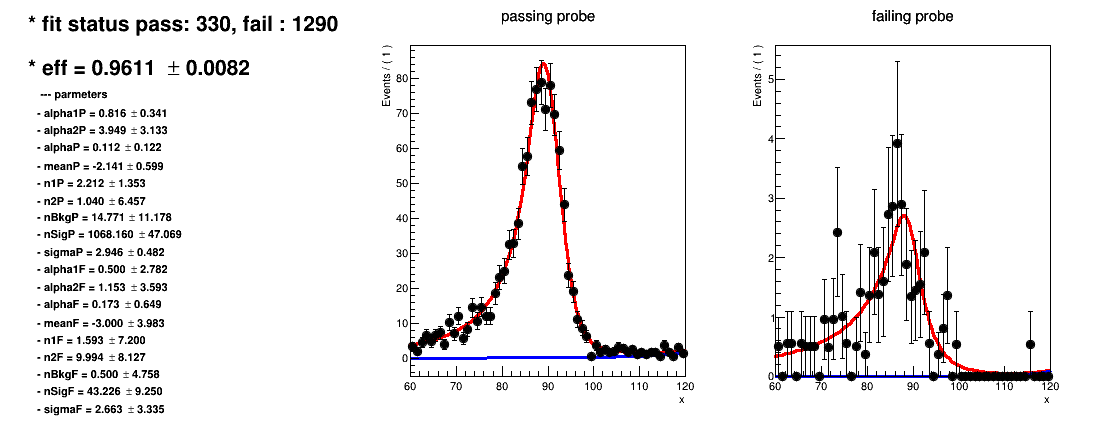 * fit status pass: 330, fail : 1290
* eff = 0.9611 ± 0.0082
--- parmeters
- alpha1P = 0.816 ± 0.341
- alpha2P = 3.949 ± 3.133
- alphaP = 0.112 ± 0.122
- meanP = -2.141 ± 0.599
- n1P = 2.212 ± 1.353
- n2P = 1.040 ± 6.457
- nBkgP = 14.771 ± 11.178
- nSigP = 1068.160 ± 47.069
- sigmaP = 2.946 ± 0.482
- alpha1F = 0.500 ± 2.782
- alpha2F = 1.153 ± 3.593
- alphaF = 0.173 ± 0.649
- meanF = -3.000 ± 3.983
- n1F = 1.593 ± 7.200
- n2F = 9.994 ± 8.127
- nBkgF = 0.500 ± 4.758
- nSigF = 43.226 ± 9.250
- sigmaF = 2.663 ± 3.335
passing probe
Events / ( 1 )
80
70
60
50
40
30
20
10
0
60 70 80 90 100 110 120
x
failing probe
Events / ( 1 )
5
4
3
2
1
0
60 70 80 90 100 110 120
x